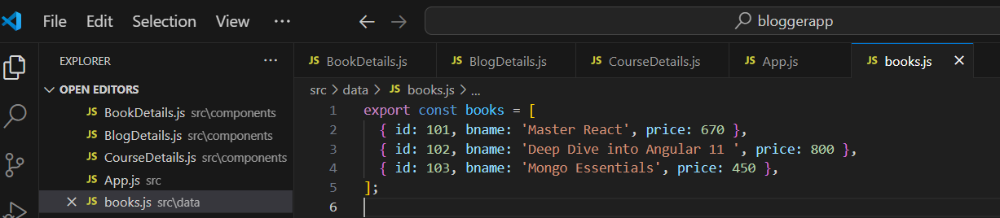 File Edit Selection View ... bloggerapp
EXPLORER ...
OPEN EDITORS
JS BookDetails.js src\components
JS BlogDetails.js src\components
JS CourseDetails.js src\components
JS App.js src
JS books.js src\data
JS BookDetails.js JS BlogDetails.js JS CourseDetails.js JS App.js JS books.js
src > data > JS books.js > ...
1 export const books = [
2 { id: 101, bname: 'Master React', price: 670 },
3 { id: 102, bname: 'Deep Dive into Angular 11 ', price: 800 },
4 { id: 103, bname: 'Mongo Essentials', price: 450 },
5 ];
6